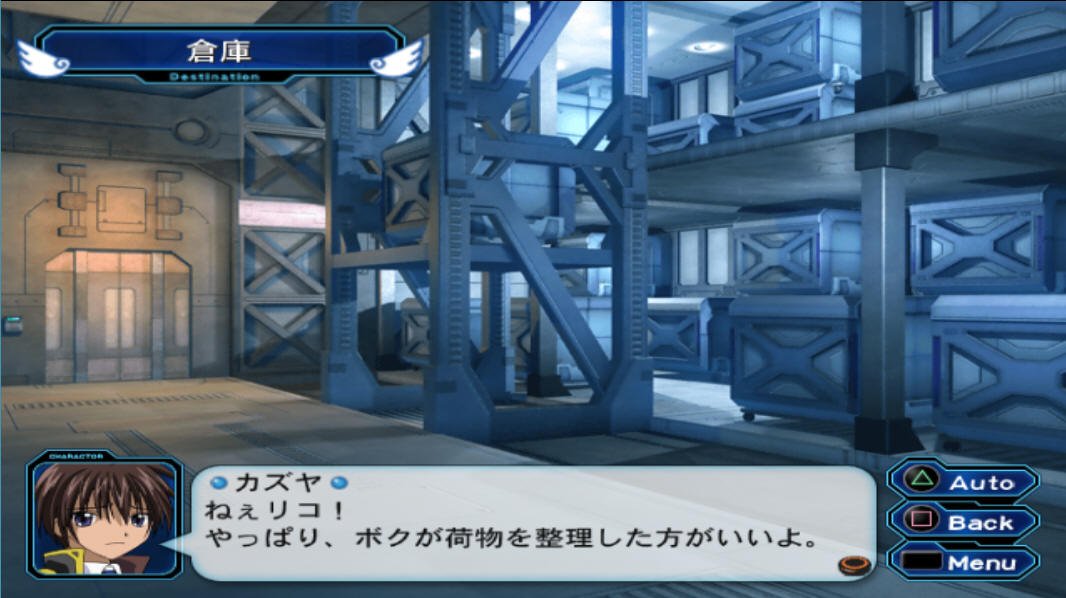 倉庫
Destination
CHARACTOR
カズヤ
ねぇリコ！
やっぱり、ボクが荷物を整理した方がいいよ。
Auto
Back
Menu